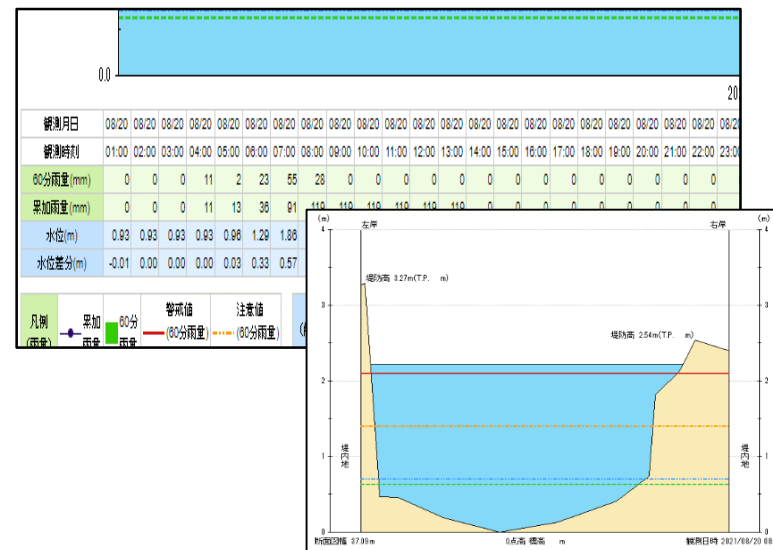 0.0
20
観測月日 08/20 08/20 08/20 08/20 08/20 08/20 08/20 08/20 08/20 08/20 08/20 08/20 08/20 08/20 08/20 08/20 08/20 08/20 08/20 08/20 08/20 08/20
観測時刻 01:00 02:00 03:00 04:00 05:00 06:00 07:00 08:00 09:00 10:00 11:00 12:00 13:00 14:00 15:00 16:00 17:00 18:00 19:00 20:00 21:00 22:00 23:00
60分雨量(mm) 0 0 0 11 2 23 55 28 0 0 0 0 0 0 0 0 0 0 0 0 0 0
累加雨量(mm) 0 0 0 11 13 36 91 119 119 119 119 119 119
水位(m) 0.93 0.93 0.93 0.93 0.96 1.29 1.86
水位差分(m) -0.01 0.00 0.00 0.00 0.03 0.33 0.57
凡例 (雨量) 累加 雨量 60分 雨量 警戒値 (60分雨量) 注意値 (60分雨量)
(m) 左岸 右岸 (m)
4 4
堤防高 3.27m(T.P. m)
3 3
堤防高 2.54m(T.P. m)
2 2
1 1
堤内地 堤内地
0 0
断面図幅 37.09m 0点高 標高 m 観測日時 2021/08/20 08